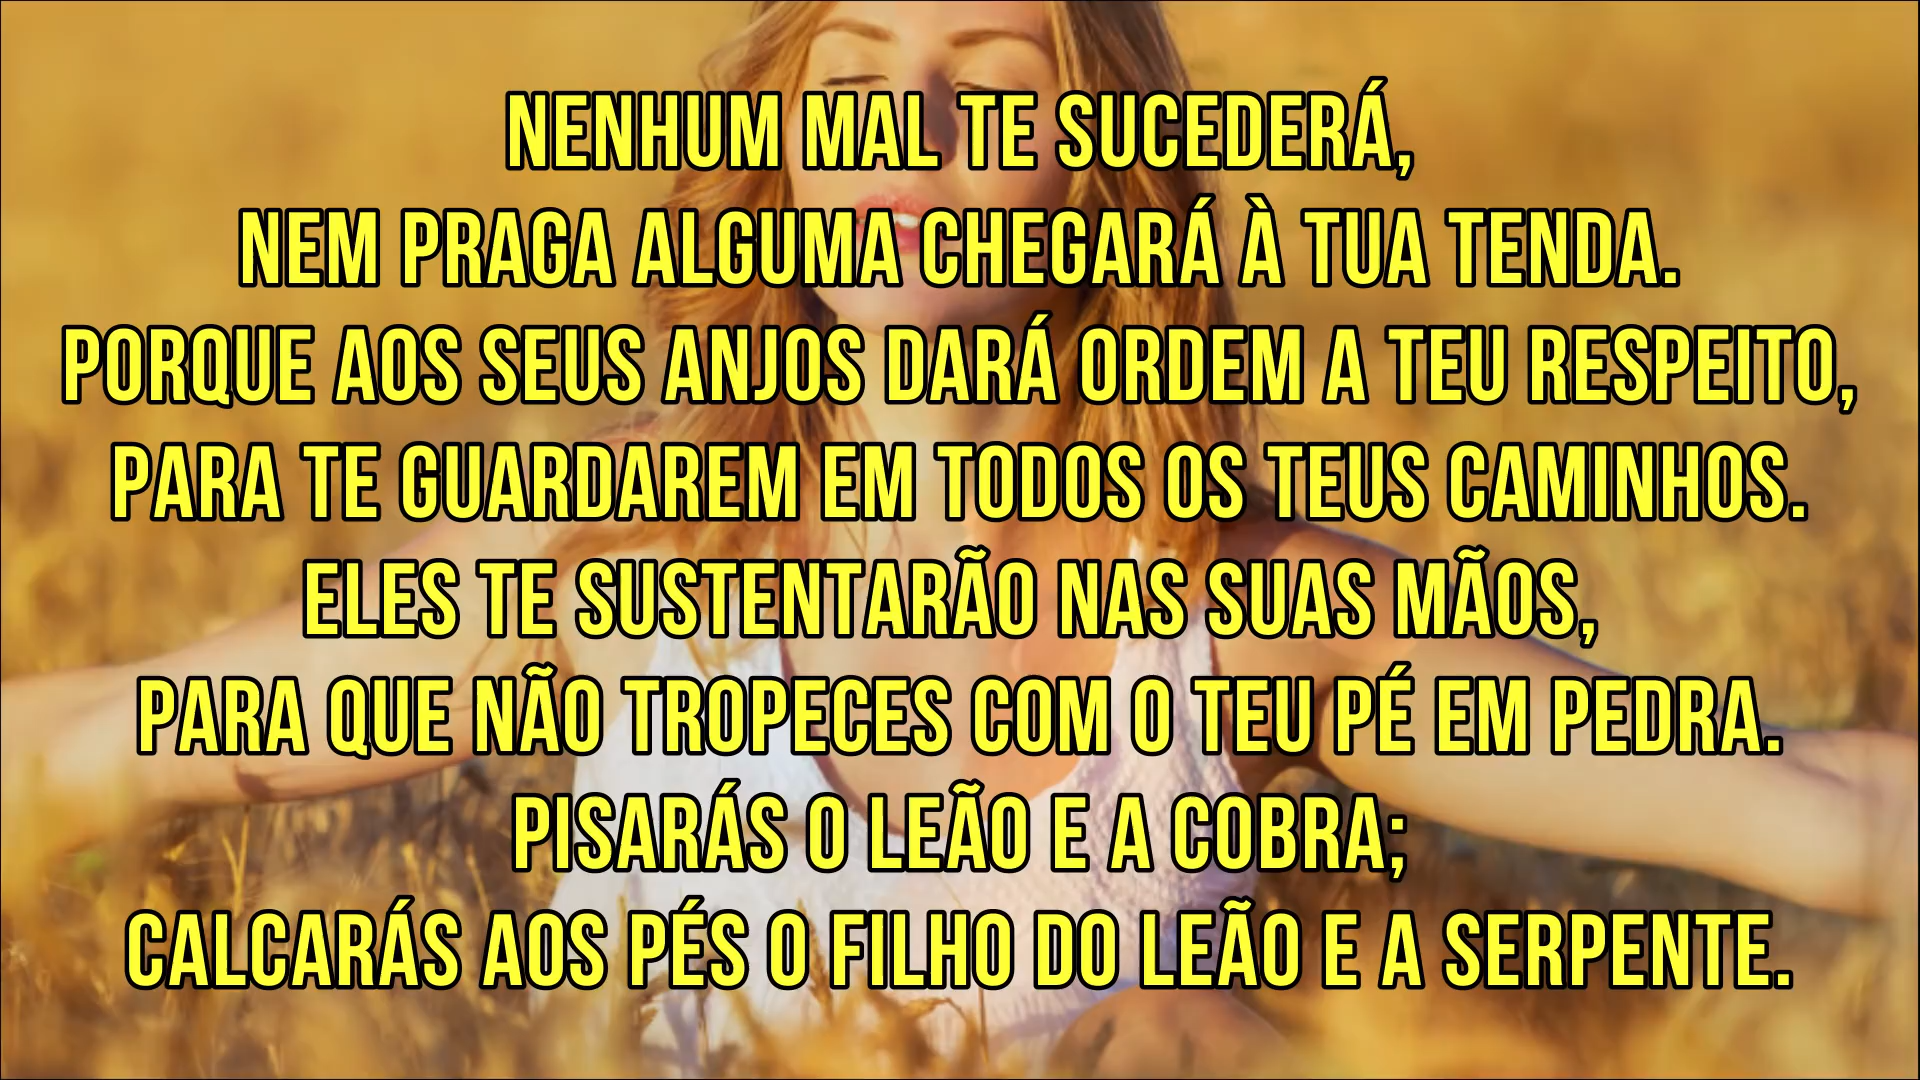 NENHUM MAL TE SUCEDERÁ,
NEM PRAGA ALGUMA CHEGARÁ À TUA TENDA.
PORQUE AOS SEUS ANJOS DARÁ ORDEM A TEU RESPEITO,
PARA TE GUARDAREM EM TODOS OS TEUS CAMINHOS.
ELES TE SUSTENTARÃO NAS SUAS MÃOS,
PARA QUE NÃO TROPECES COM O TEU PÉ EM PEDRA.
PISARÁS O LEÃO E A COBRA;
CALCARÁS AOS PÉS O FILHO DO LEÃO E A SERPENTE.